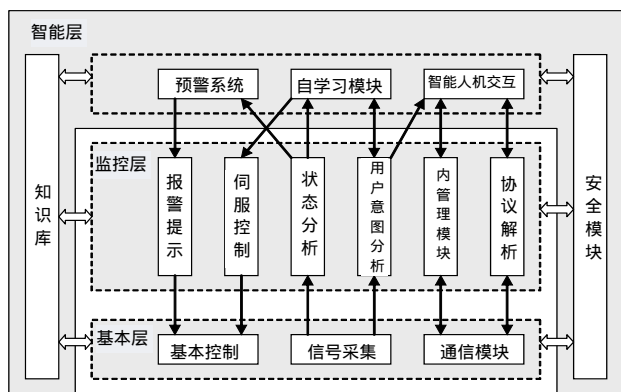 智能层
预警系统
自学习模块
智能人机交互
监控层
报警提示
伺服控制
状态分析
用户意图分析
内管理模块
协议解析
知识库
安全模块
基本层
基本控制
信号采集
通信模块